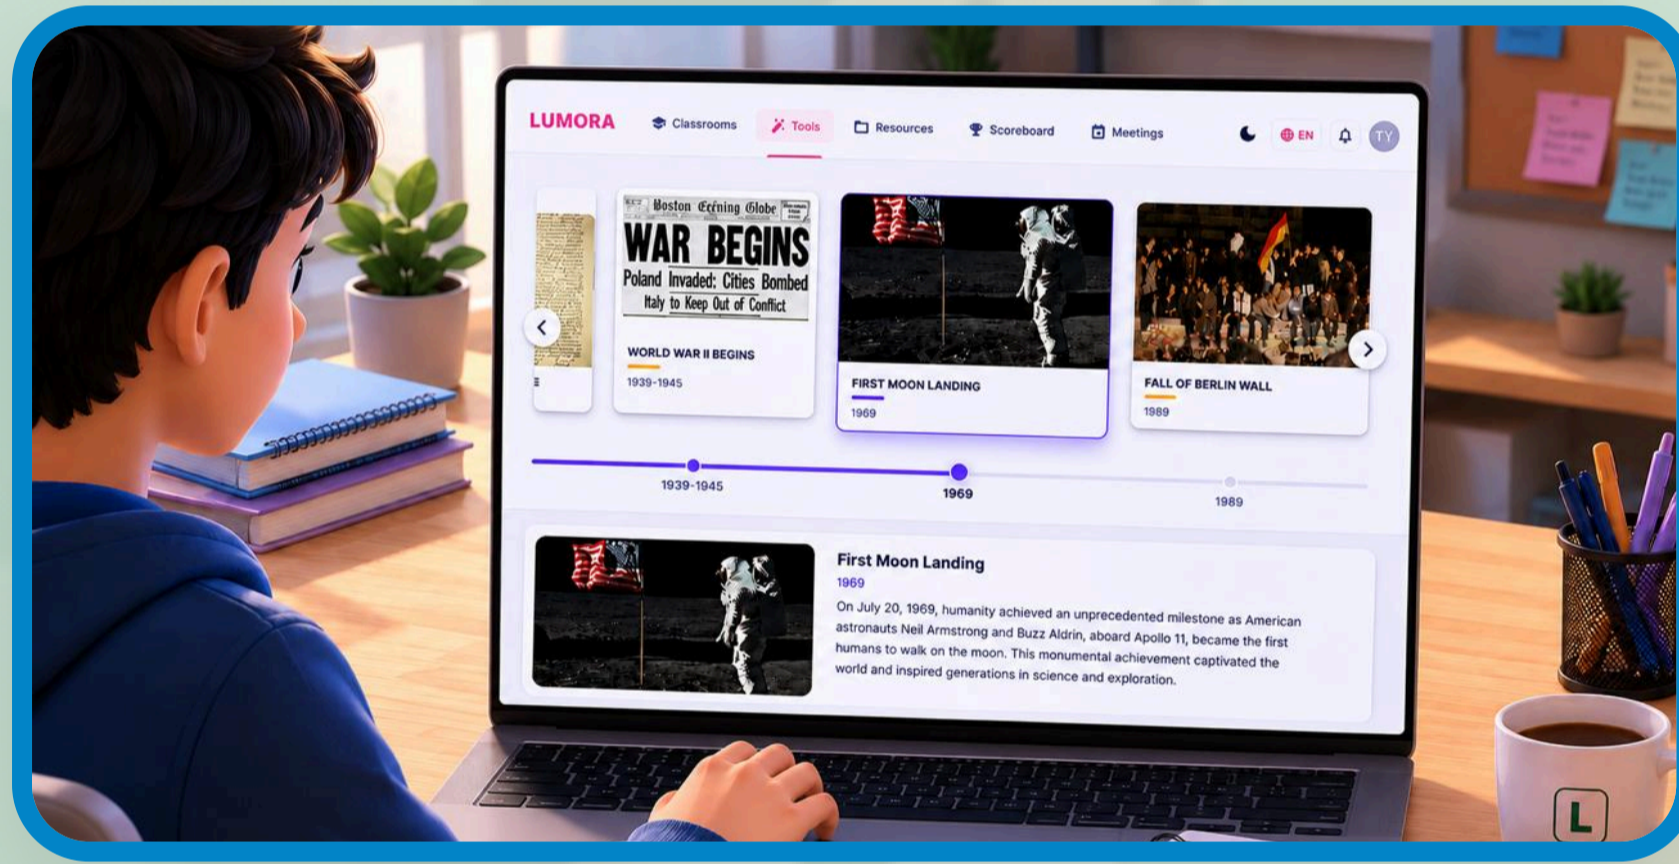 LUMORA
Classrooms
Tools
Resources
Scoreboard
Meetings
EN
TY
Boston Evening Globe
WAR BEGINS
Poland Invaded: Cities Bombed
Italy to Keep Out of Conflict
WORLD WAR II BEGINS
1939-1945
FIRST MOON LANDING
1969
FALL OF BERLIN WALL
1989
1939-1945
1969
1989
First Moon Landing
1969
On July 20, 1969, humanity achieved an unprecedented milestone as American
astronauts Neil Armstrong and Buzz Aldrin, aboard Apollo 11, became the first
humans to walk on the moon. This monumental achievement captivated the
world and inspired generations in science and exploration.
L